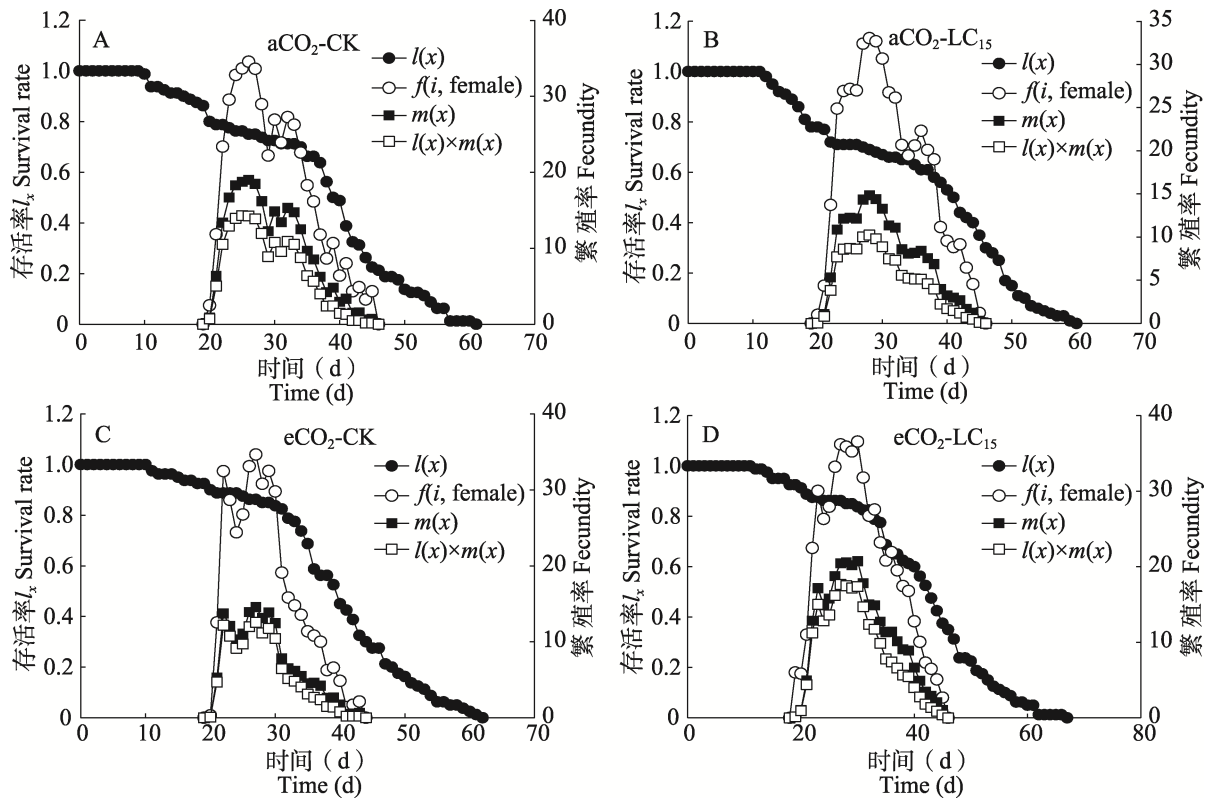 1.2
1.0
0.8
0.6
0.4
0.2
0
存活率lₓ Survival rate
A
aCO₂-CK
l(x)
f(i, female)
m(x)
l(x)×m(x)
40
30
20
10
0
繁殖率 Fecundity
0 10 20 30 40 50 60 70
时间（d）
Time (d)
1.2
1.0
0.8
0.6
0.4
0.2
0
存活率lₓ Survival rate
B
aCO₂-LC₁₅
l(x)
f(i, female)
m(x)
l(x)×m(x)
35
30
25
20
15
10
5
0
繁殖率 Fecundity
0 10 20 30 40 50 60 70
时间（d）
Time (d)
1.2
1.0
0.8
0.6
0.4
0.2
0
存活率lₓ Survival rate
C
eCO₂-CK
l(x)
f(i, female)
m(x)
l(x)×m(x)
40
30
20
10
0
繁殖率 Fecundity
0 10 20 30 40 50 60 70
时间（d）
Time (d)
1.2
1.0
0.8
0.6
0.4
0.2
0
存活率lₓ Survival rate
D
eCO₂-LC₁₅
l(x)
f(i, female)
m(x)
l(x)×m(x)
40
30
20
10
0
繁殖率 Fecundity
0 20 40 60 80
时间（d）
Time (d)